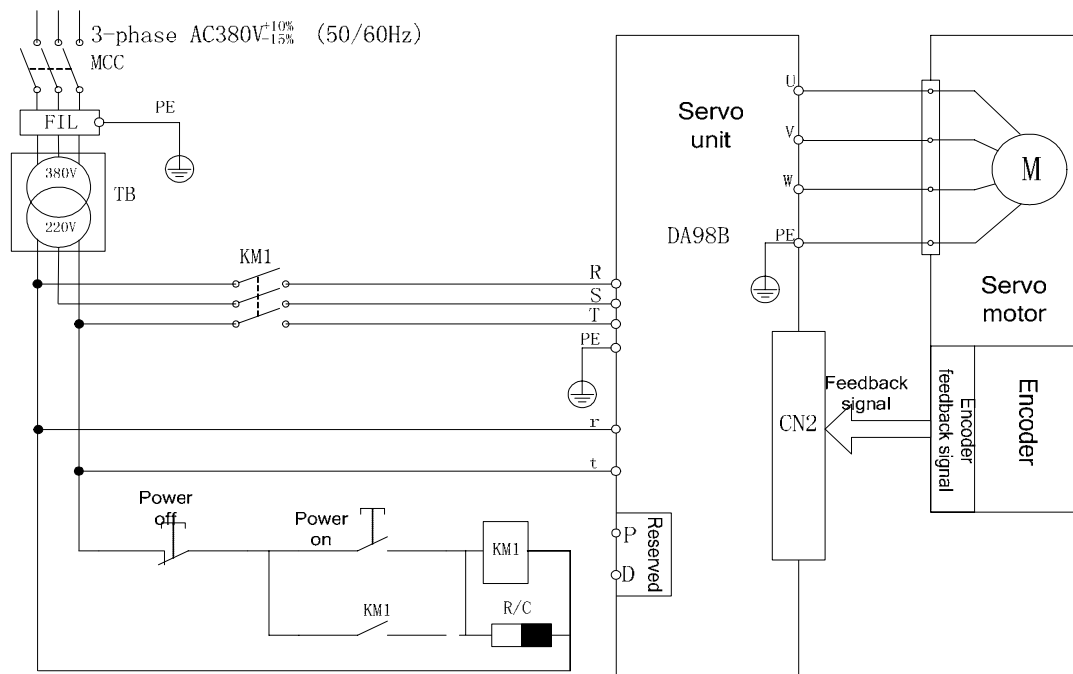 3-phase AC380V +10% -15% (50/60Hz)
MCC
FIL
PE
380V
220V
TB
KM1
R
S
T
PE
r
t
Power
off
Power
on
KM1
KM1
R/C
P
D
Reserved
Servo
unit
DA98B
U
V
W
PE
M
Servo
motor
CN2
Feedback
signal
Encoder
feedback signal
Encoder